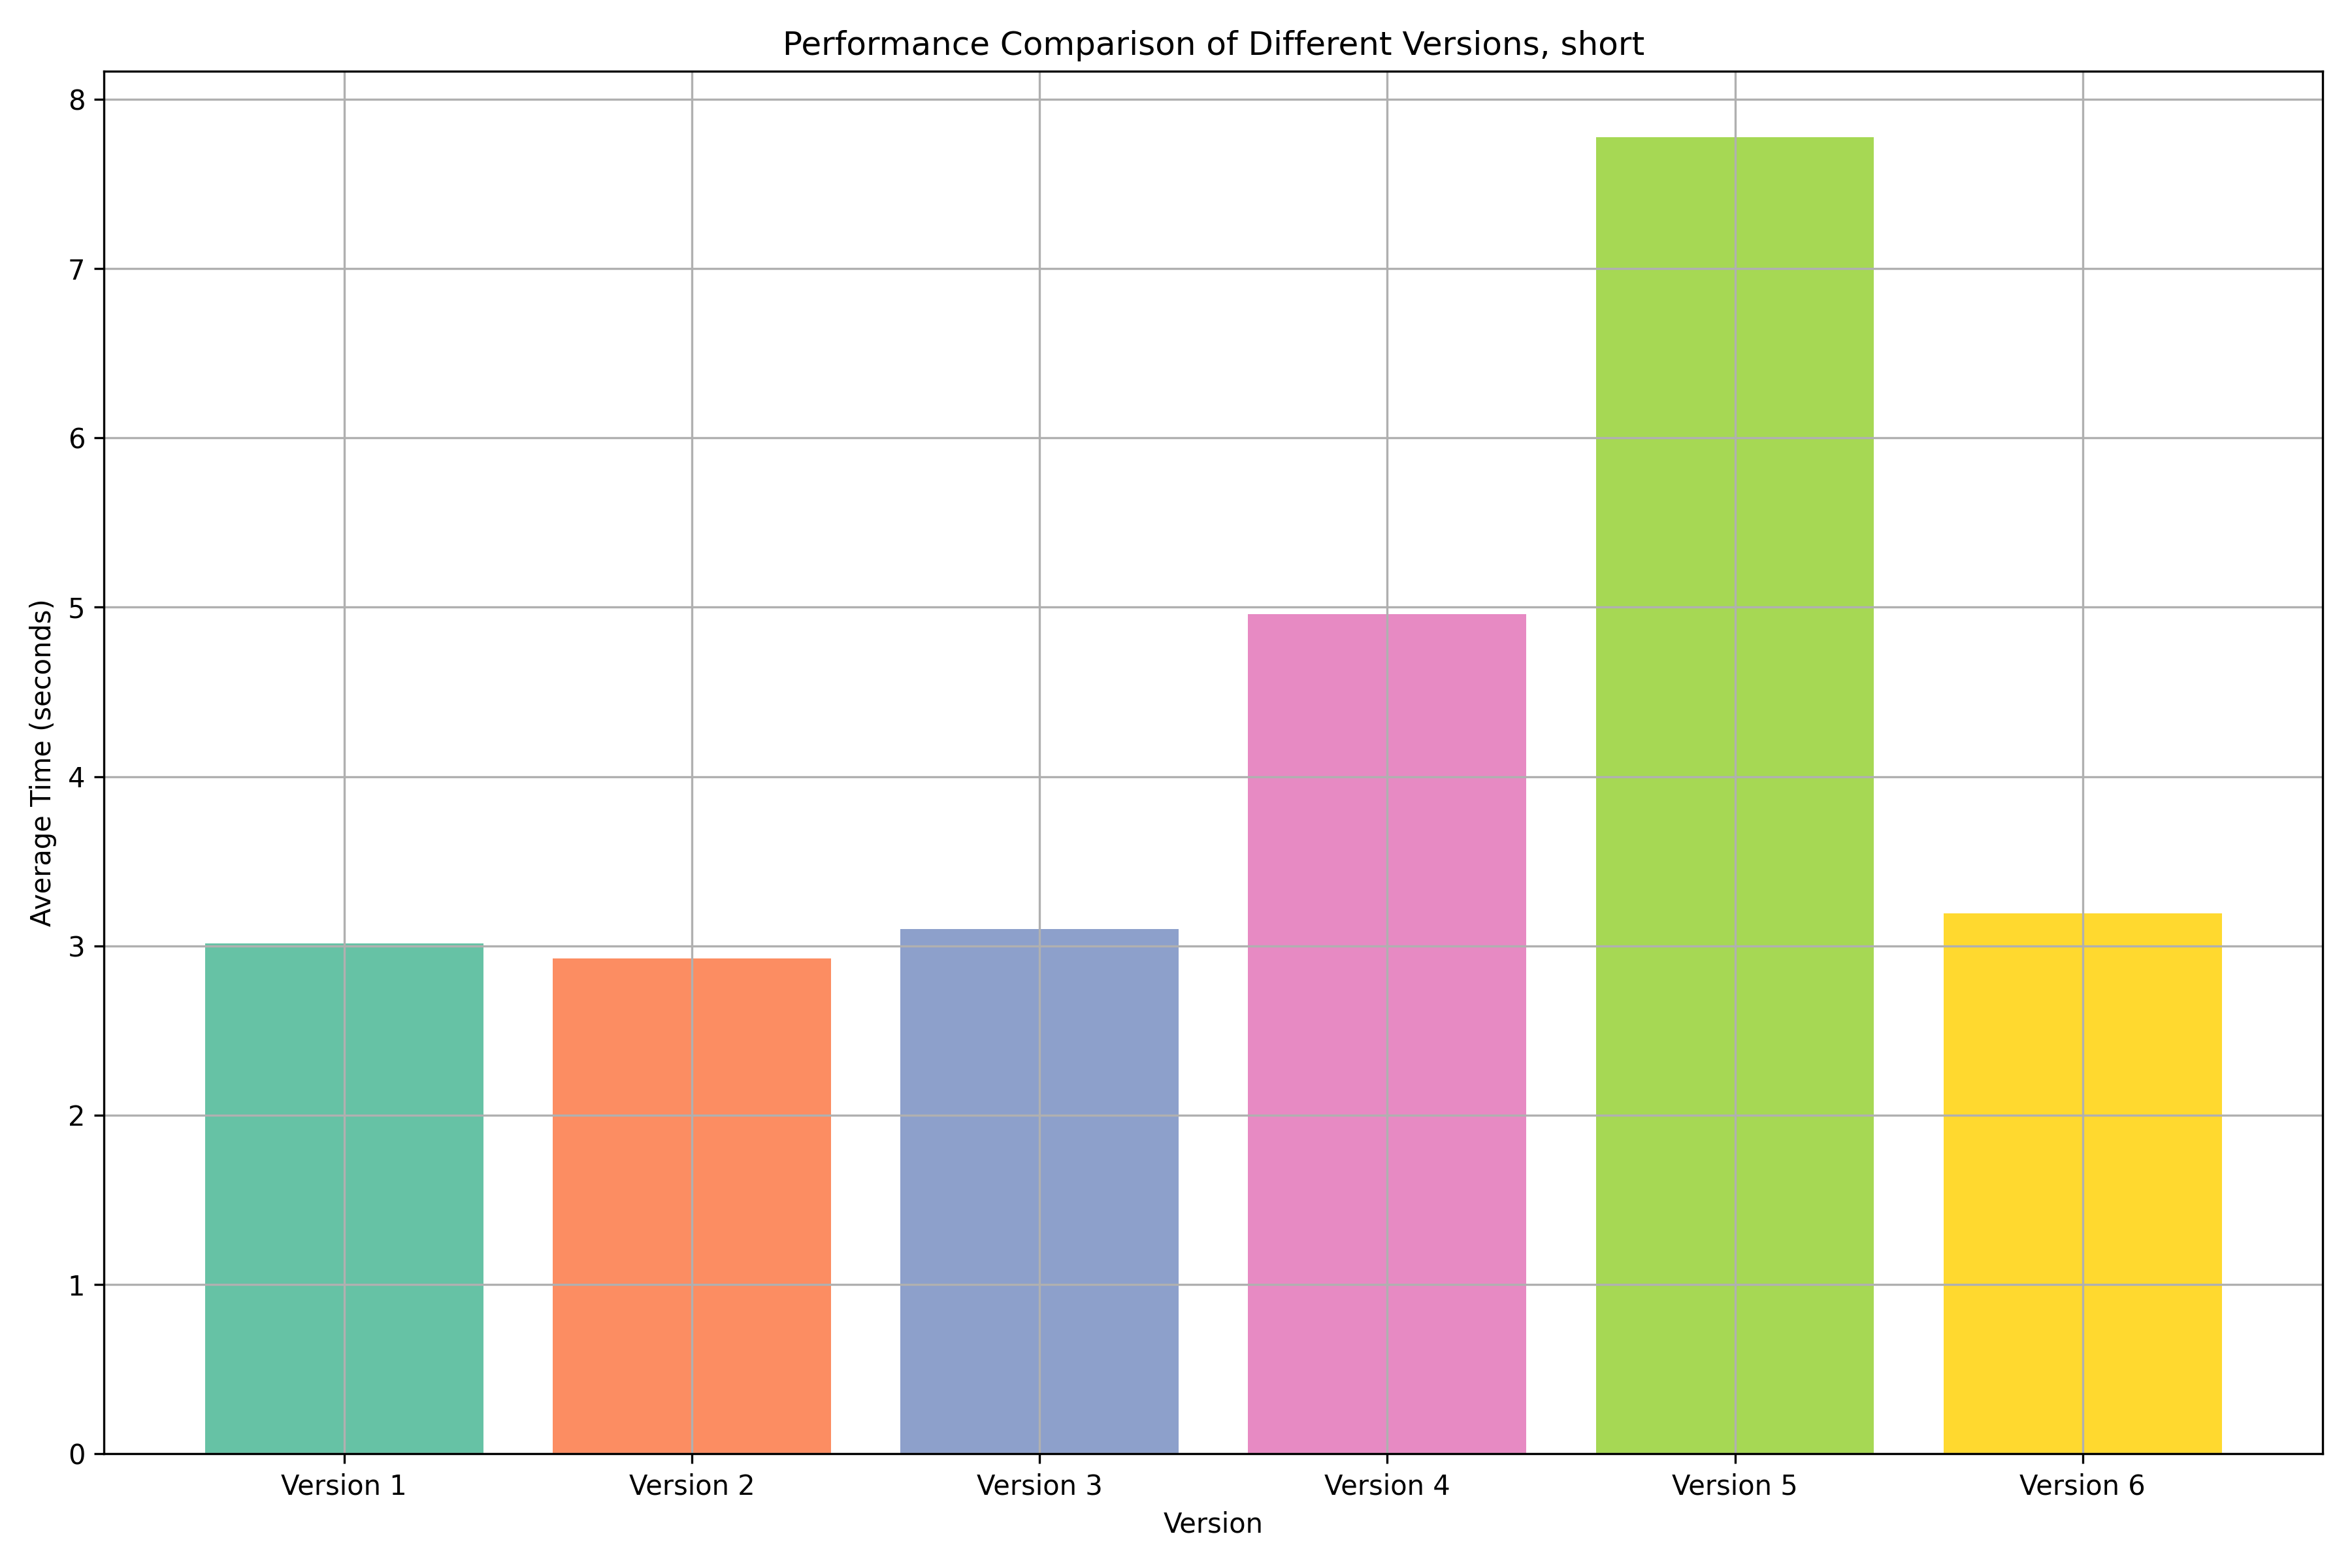 Performance Comparison of Different Versions, short
8
7
6
5
4
3
2
1
0
Average Time (seconds)
Version 1 Version 2 Version 3 Version 4 Version 5 Version 6
Version